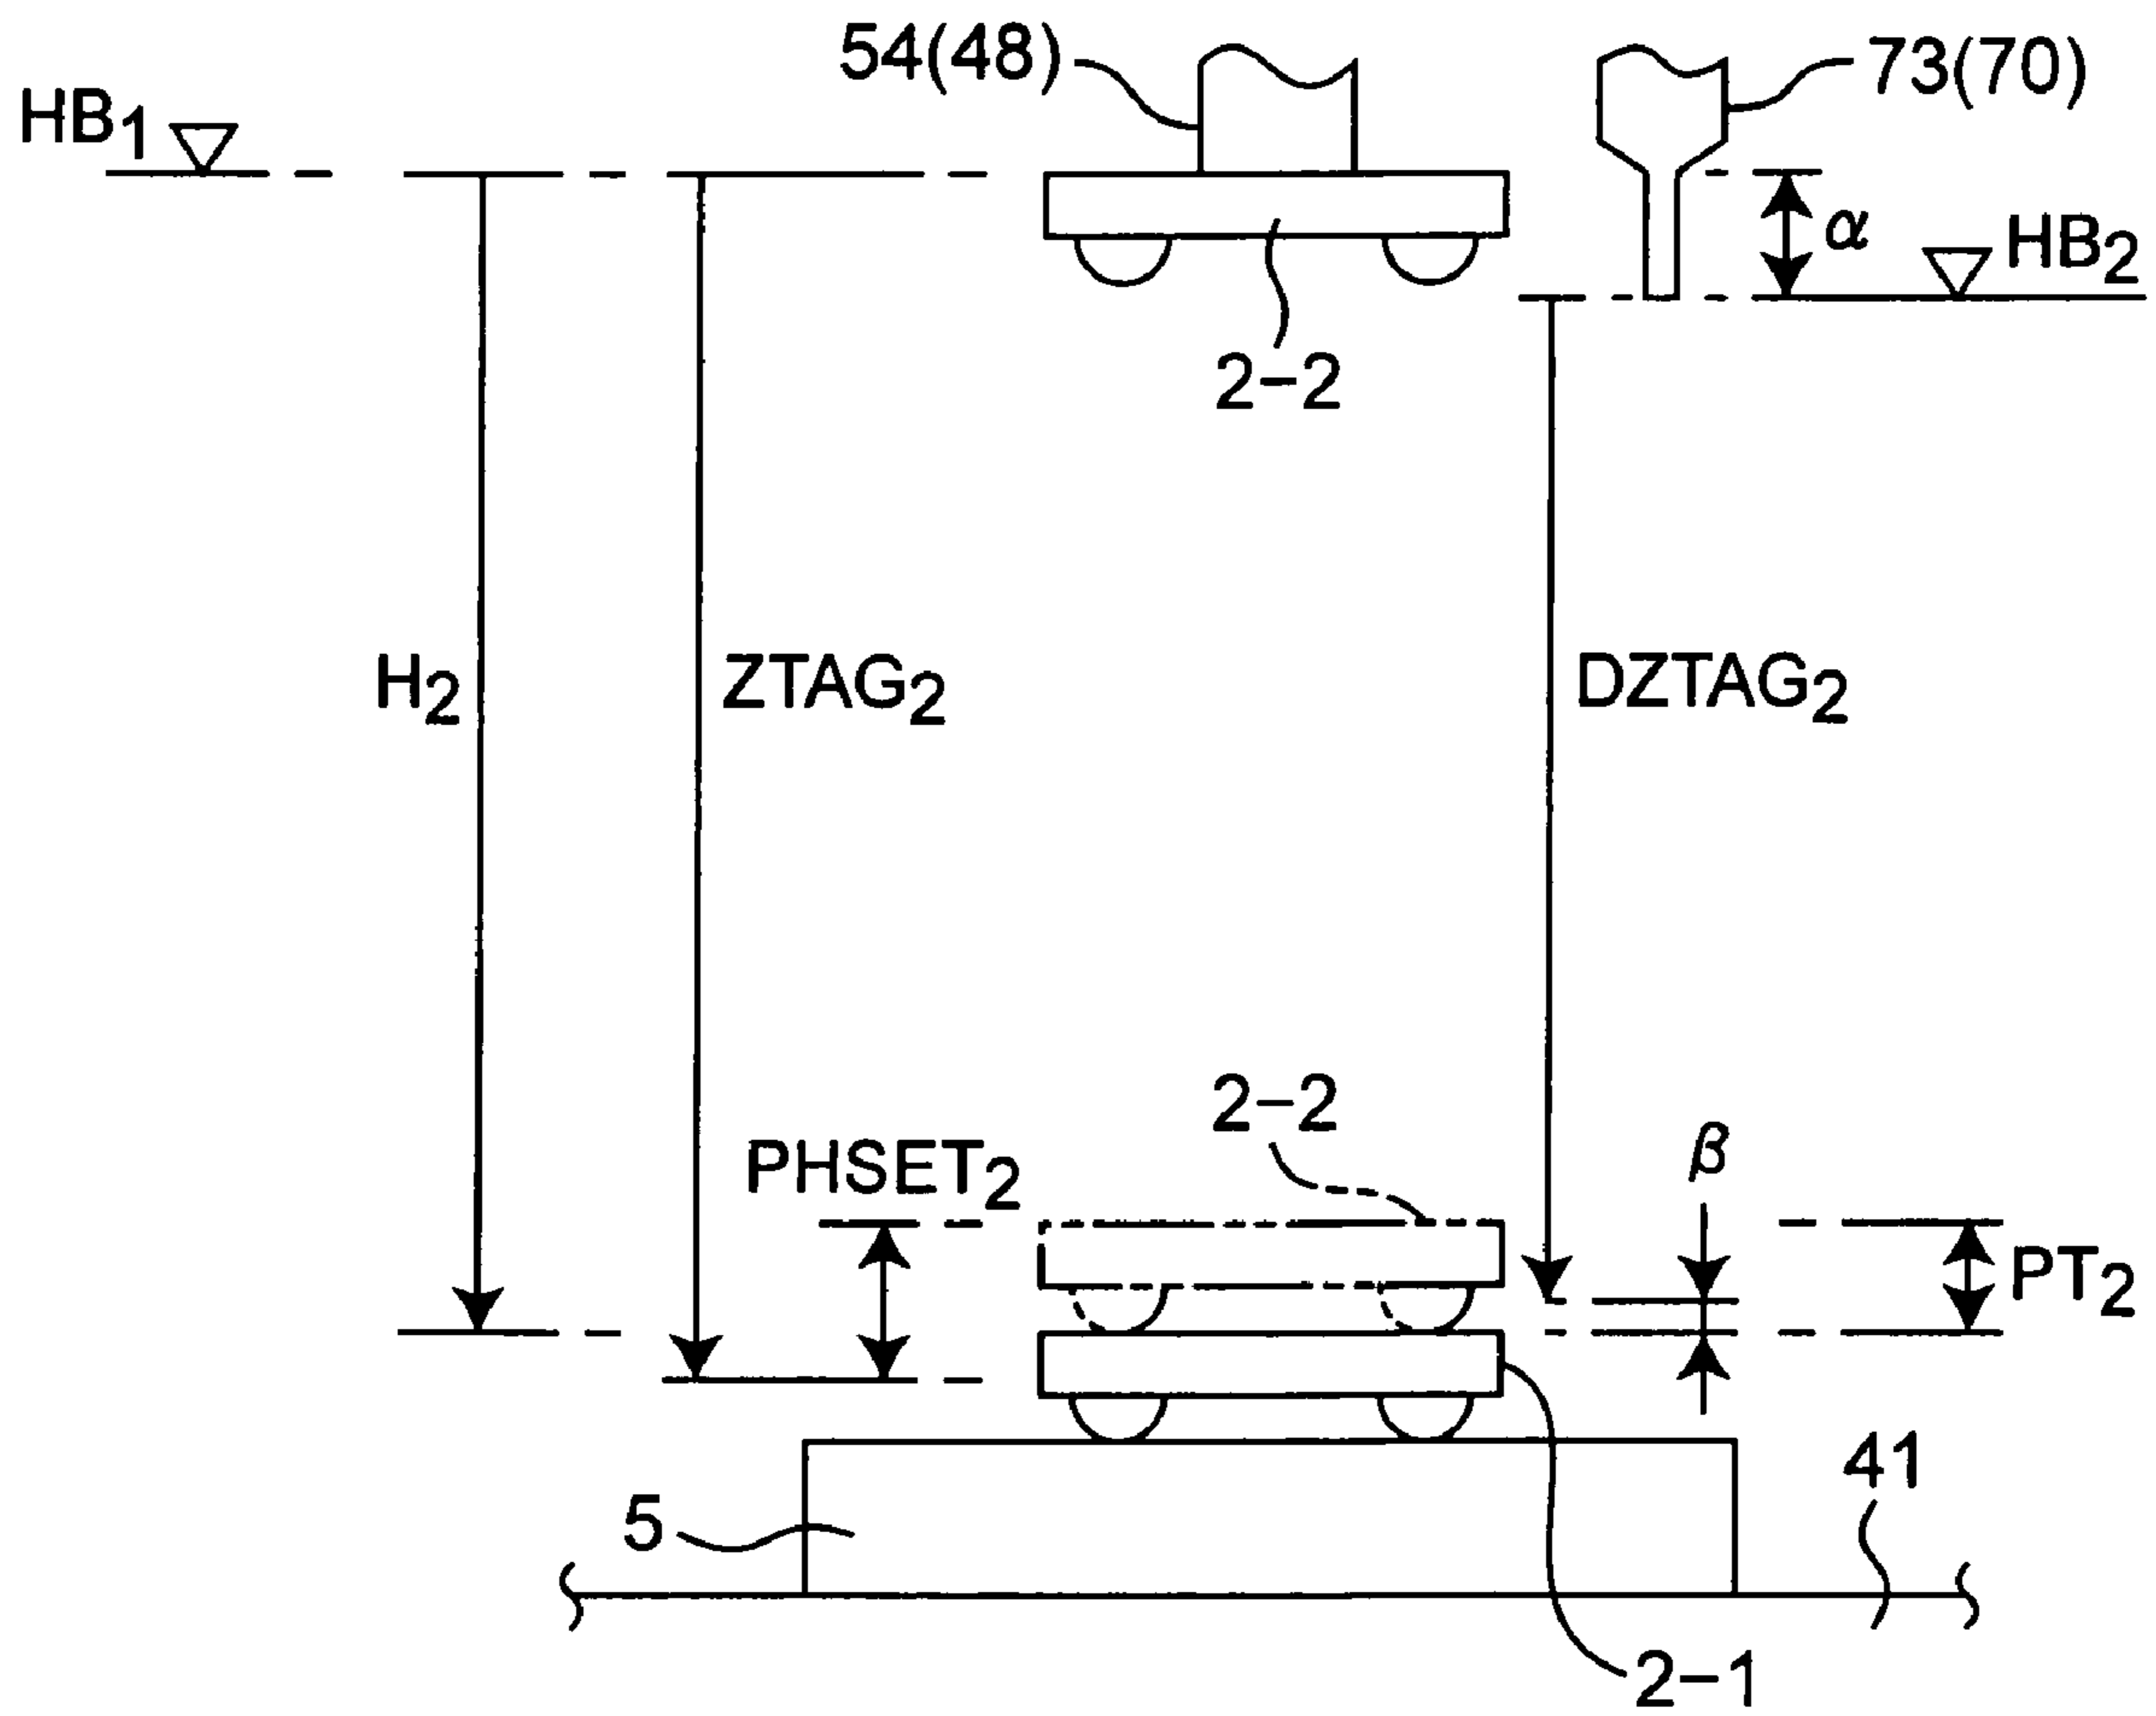 54(48)
73(70)
HB1
α
HB2
2-2
H2
ZTAG2
DZTAG2
2-2
β
PHSET2
PT2
41
5
2-1